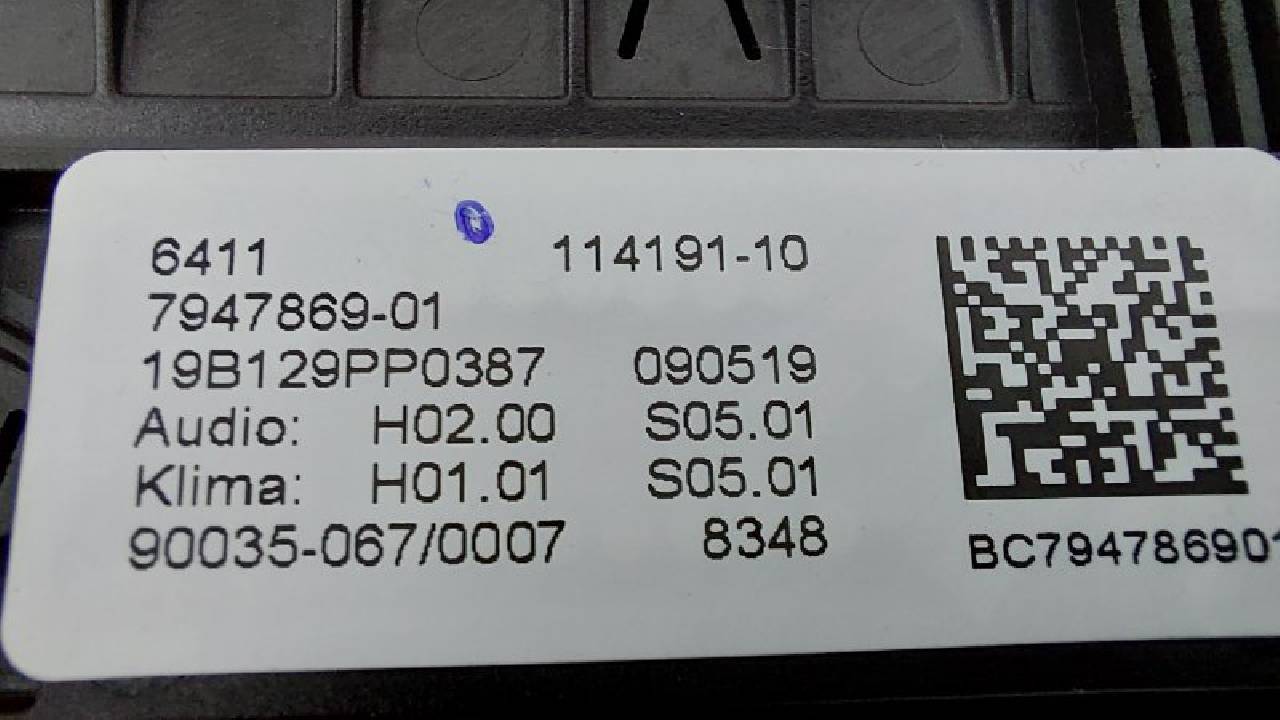 6411 114191-10
7947869-01
19B129PP0387 090519
Audio: H02.00 S05.01
Klima: H01.01 S05.01
90035-067/0007 8348
BC794786901